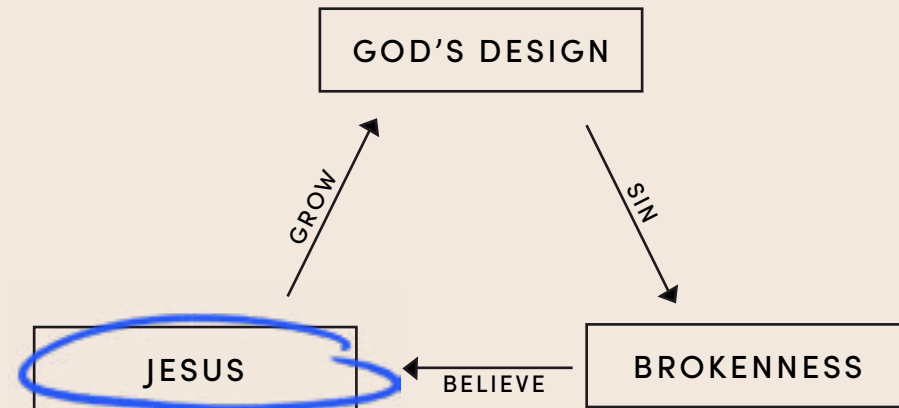 GOD’S DESIGN
GROW
SIN
JESUS
BELIEVE
BROKENNESS